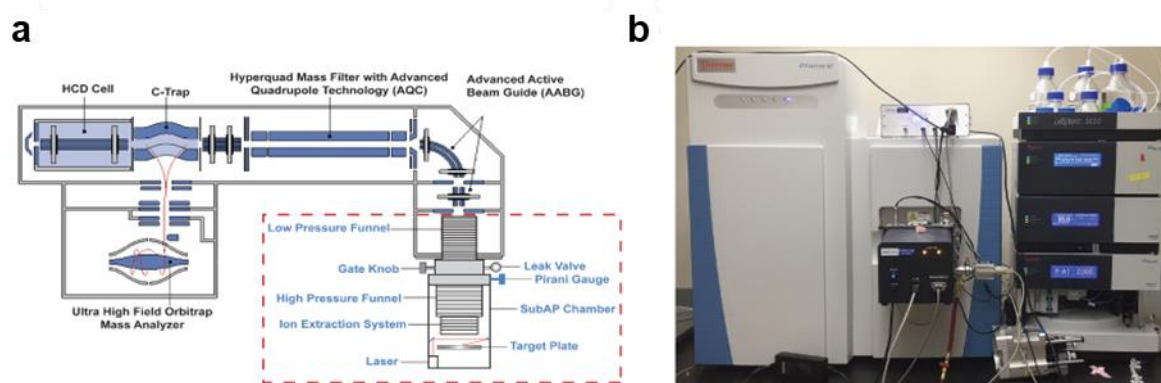 a
b
Hyperquad Mass Filter with Advanced
Quadrupole Technology (AQC)
Advanced Active
Beam Guide (AABG)
HCD Cell
C-Trap
Low Pressure Funnel
Gate Knob
Leak Valve
Pirani Gauge
High Pressure Funnel
SubAP Chamber
Ion Extraction System
Target Plate
Laser
Ultra High Field Orbitrap
Mass Analyzer
Thermo